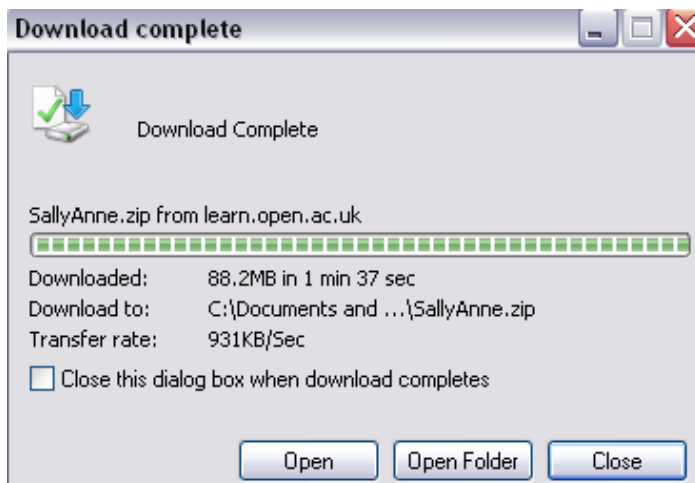 Download complete
Download Complete
SallyAnne.zip from learn.open.ac.uk
Downloaded: 88.2MB in 1 min 37 sec
Download to: C:\Documents and ...\SallyAnne.zip
Transfer rate: 931KB/Sec
Close this dialog box when download completes
Open Open Folder Close